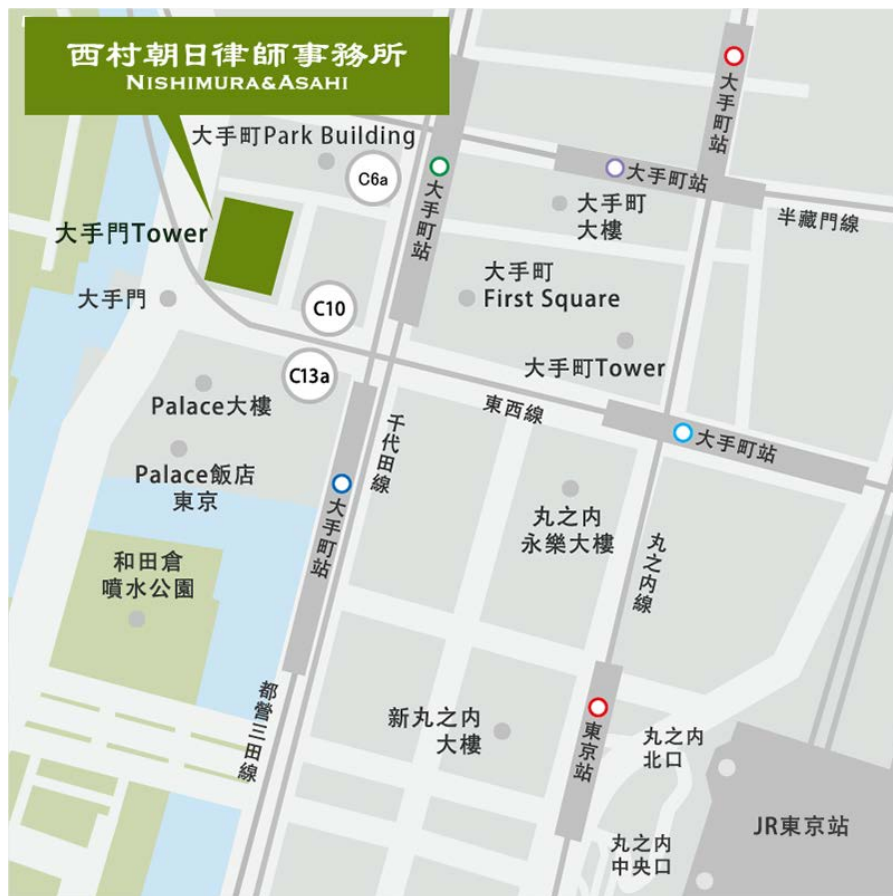 西村朝日律師事務所
NISHIMURA&ASAHI
大手町站
大手町Park Building
C6a
大手町站
大手町站
大手町
大樓
半藏門線
大手門Tower
大手町
First Square
大手門
C10
大手町Tower
C13a
Palace大樓
東西線
千代田線
大手町站
Palace飯店
東京
大手町站
丸之內
永樂大樓
丸之內線
和田倉
噴水公園
都營三田線
新丸之內
大樓
東京站
丸之內
北口
JR東京站
丸之內
中央口